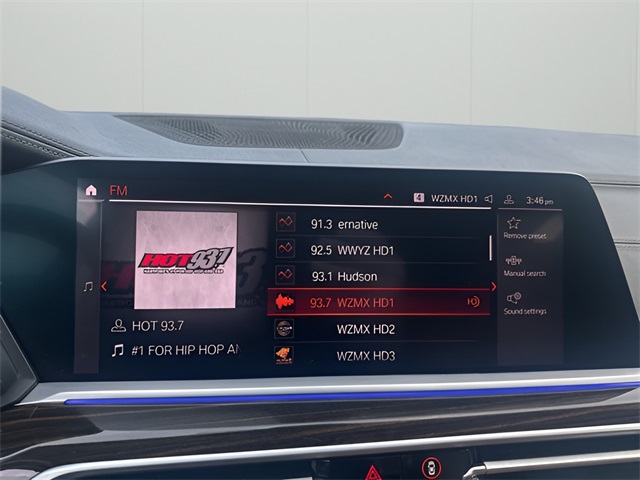 FM
4 WZMX HD1 3:46 pm
HOT 93.7
91.3 ernative
92.5 WWYZ HD1
93.1 Hudson
93.7 WZMX HD1
WZMX HD2
WZMX HD3
HOT 93.7
#1 FOR HIP HOP AN
Remove preset
Manual search
Sound settings